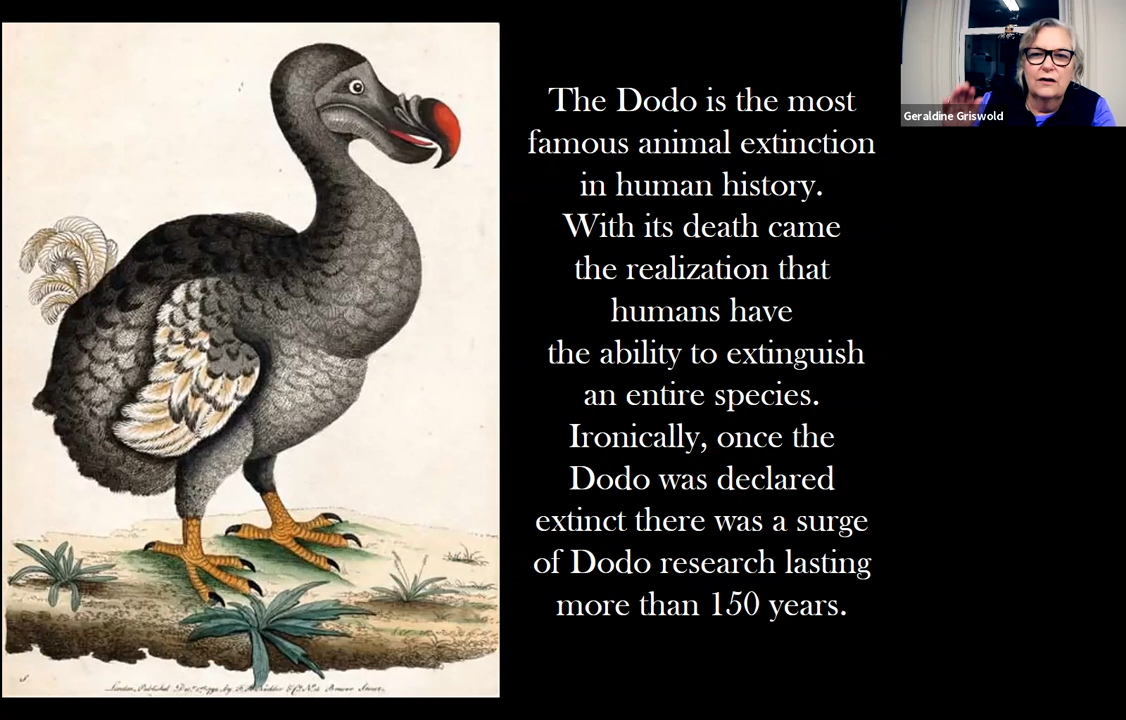 The Dodo is the most
famous animal extinction
in human history.
With its death came
the realization that
humans have
the ability to extinguish
an entire species.
Ironically, once the
Dodo was declared
extinct there was a surge
of Dodo research lasting
more than 150 years.
Geraldine Griswold
London, Published